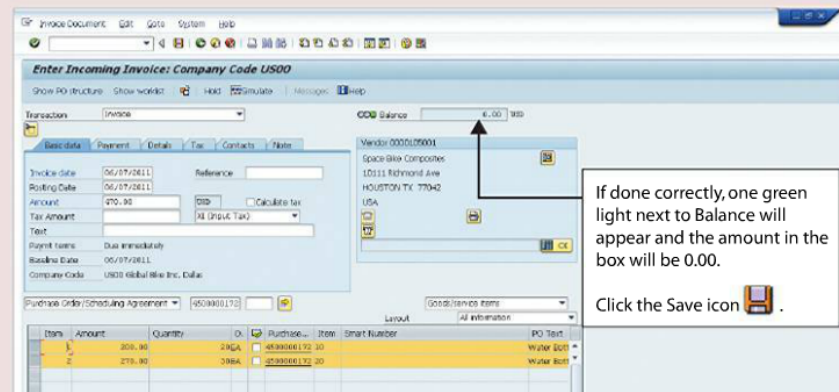 Invoice Document Edit Goto System Help
Enter Incoming Invoice: Company Code US00
Show PO structure Show worklist Hold Simulate Messages Help
Transaction Invoice Balance 0.00 USD
Basic data Payment Details Tax Contacts Note
Vendor 0000105001
Space Bike Composites
Invoice date 06/07/2011 Reference
10111 Richmond Ave
Posting Date 06/07/2011
HOUSTON TX 77042
Amount 470.00 USD Calculate tax
USA
Tax Amount XI (Input Tax)
Text
Paymt terms Due immediately
OK
Baseline Date 06/07/2011
Company Code US00 Global Bike Inc. Dallas
If done correctly, one green
light next to Balance will
appear and the amount in the
box will be 0.00.
Click the Save icon .
Purchase Order/Scheduling Agreement 4500000172 Goods/service items
Layout All information
Item Amount Quantity O. Purchase... Item Smart Number PO Text
1 200.00 20 EA 4500000172 10 Water Bott
2 270.00 30 EA 4500000172 20 Water Bott